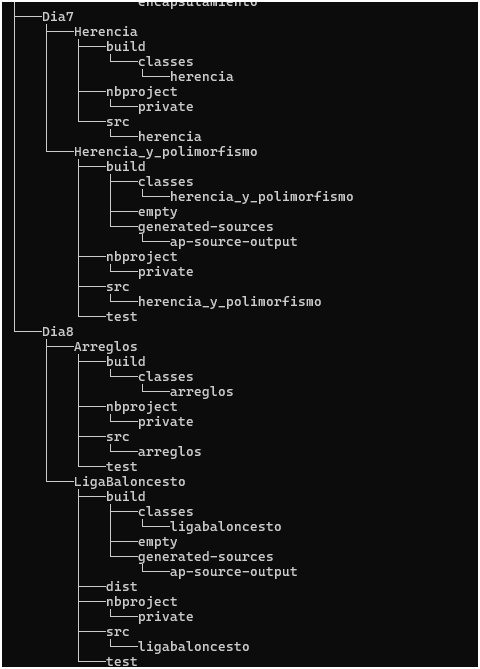 encapsulamiento
Dia7
Herencia
build
classes
herencia
nbproject
private
src
herencia
Herencia_y_polimorfismo
build
classes
herencia_y_polimorfismo
empty
generated-sources
ap-source-output
nbproject
private
src
herencia_y_polimorfismo
test
Dia8
Arreglos
build
classes
arreglos
nbproject
private
src
arreglos
test
LigaBaloncesto
build
classes
ligabaloncesto
empty
generated-sources
ap-source-output
dist
nbproject
private
src
ligabaloncesto
test